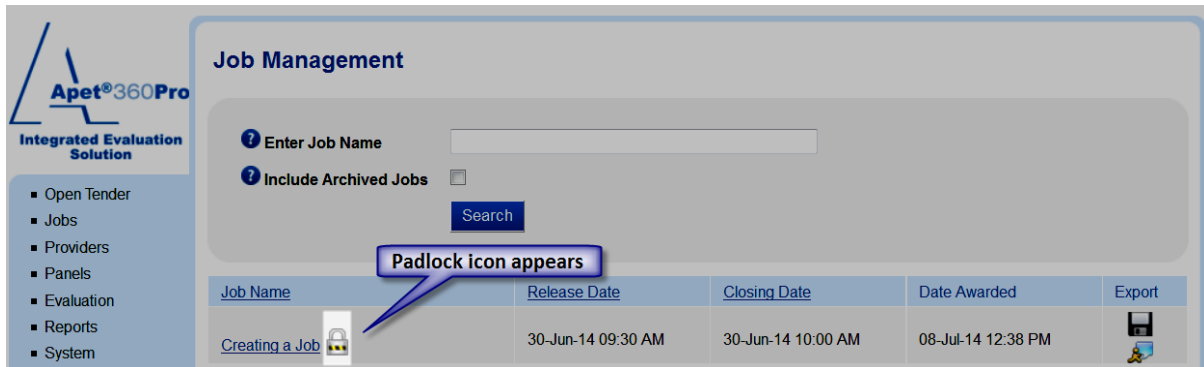 Apet®360Pro
Integrated Evaluation
Solution
Open Tender
Jobs
Providers
Panels
Evaluation
Reports
System
Job Management
? Enter Job Name
? Include Archived Jobs
Search
Padlock icon appears
Job Name Release Date Closing Date Date Awarded Export
Creating a Job 30-Jun-14 09:30 AM 30-Jun-14 10:00 AM 08-Jul-14 12:38 PM